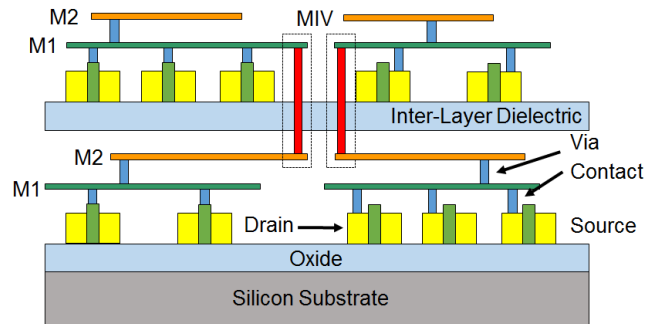 M2
MIV
M1
Inter-Layer Dielectric
M2
Via
M1
Contact
Drain
Source
Oxide
Silicon Substrate